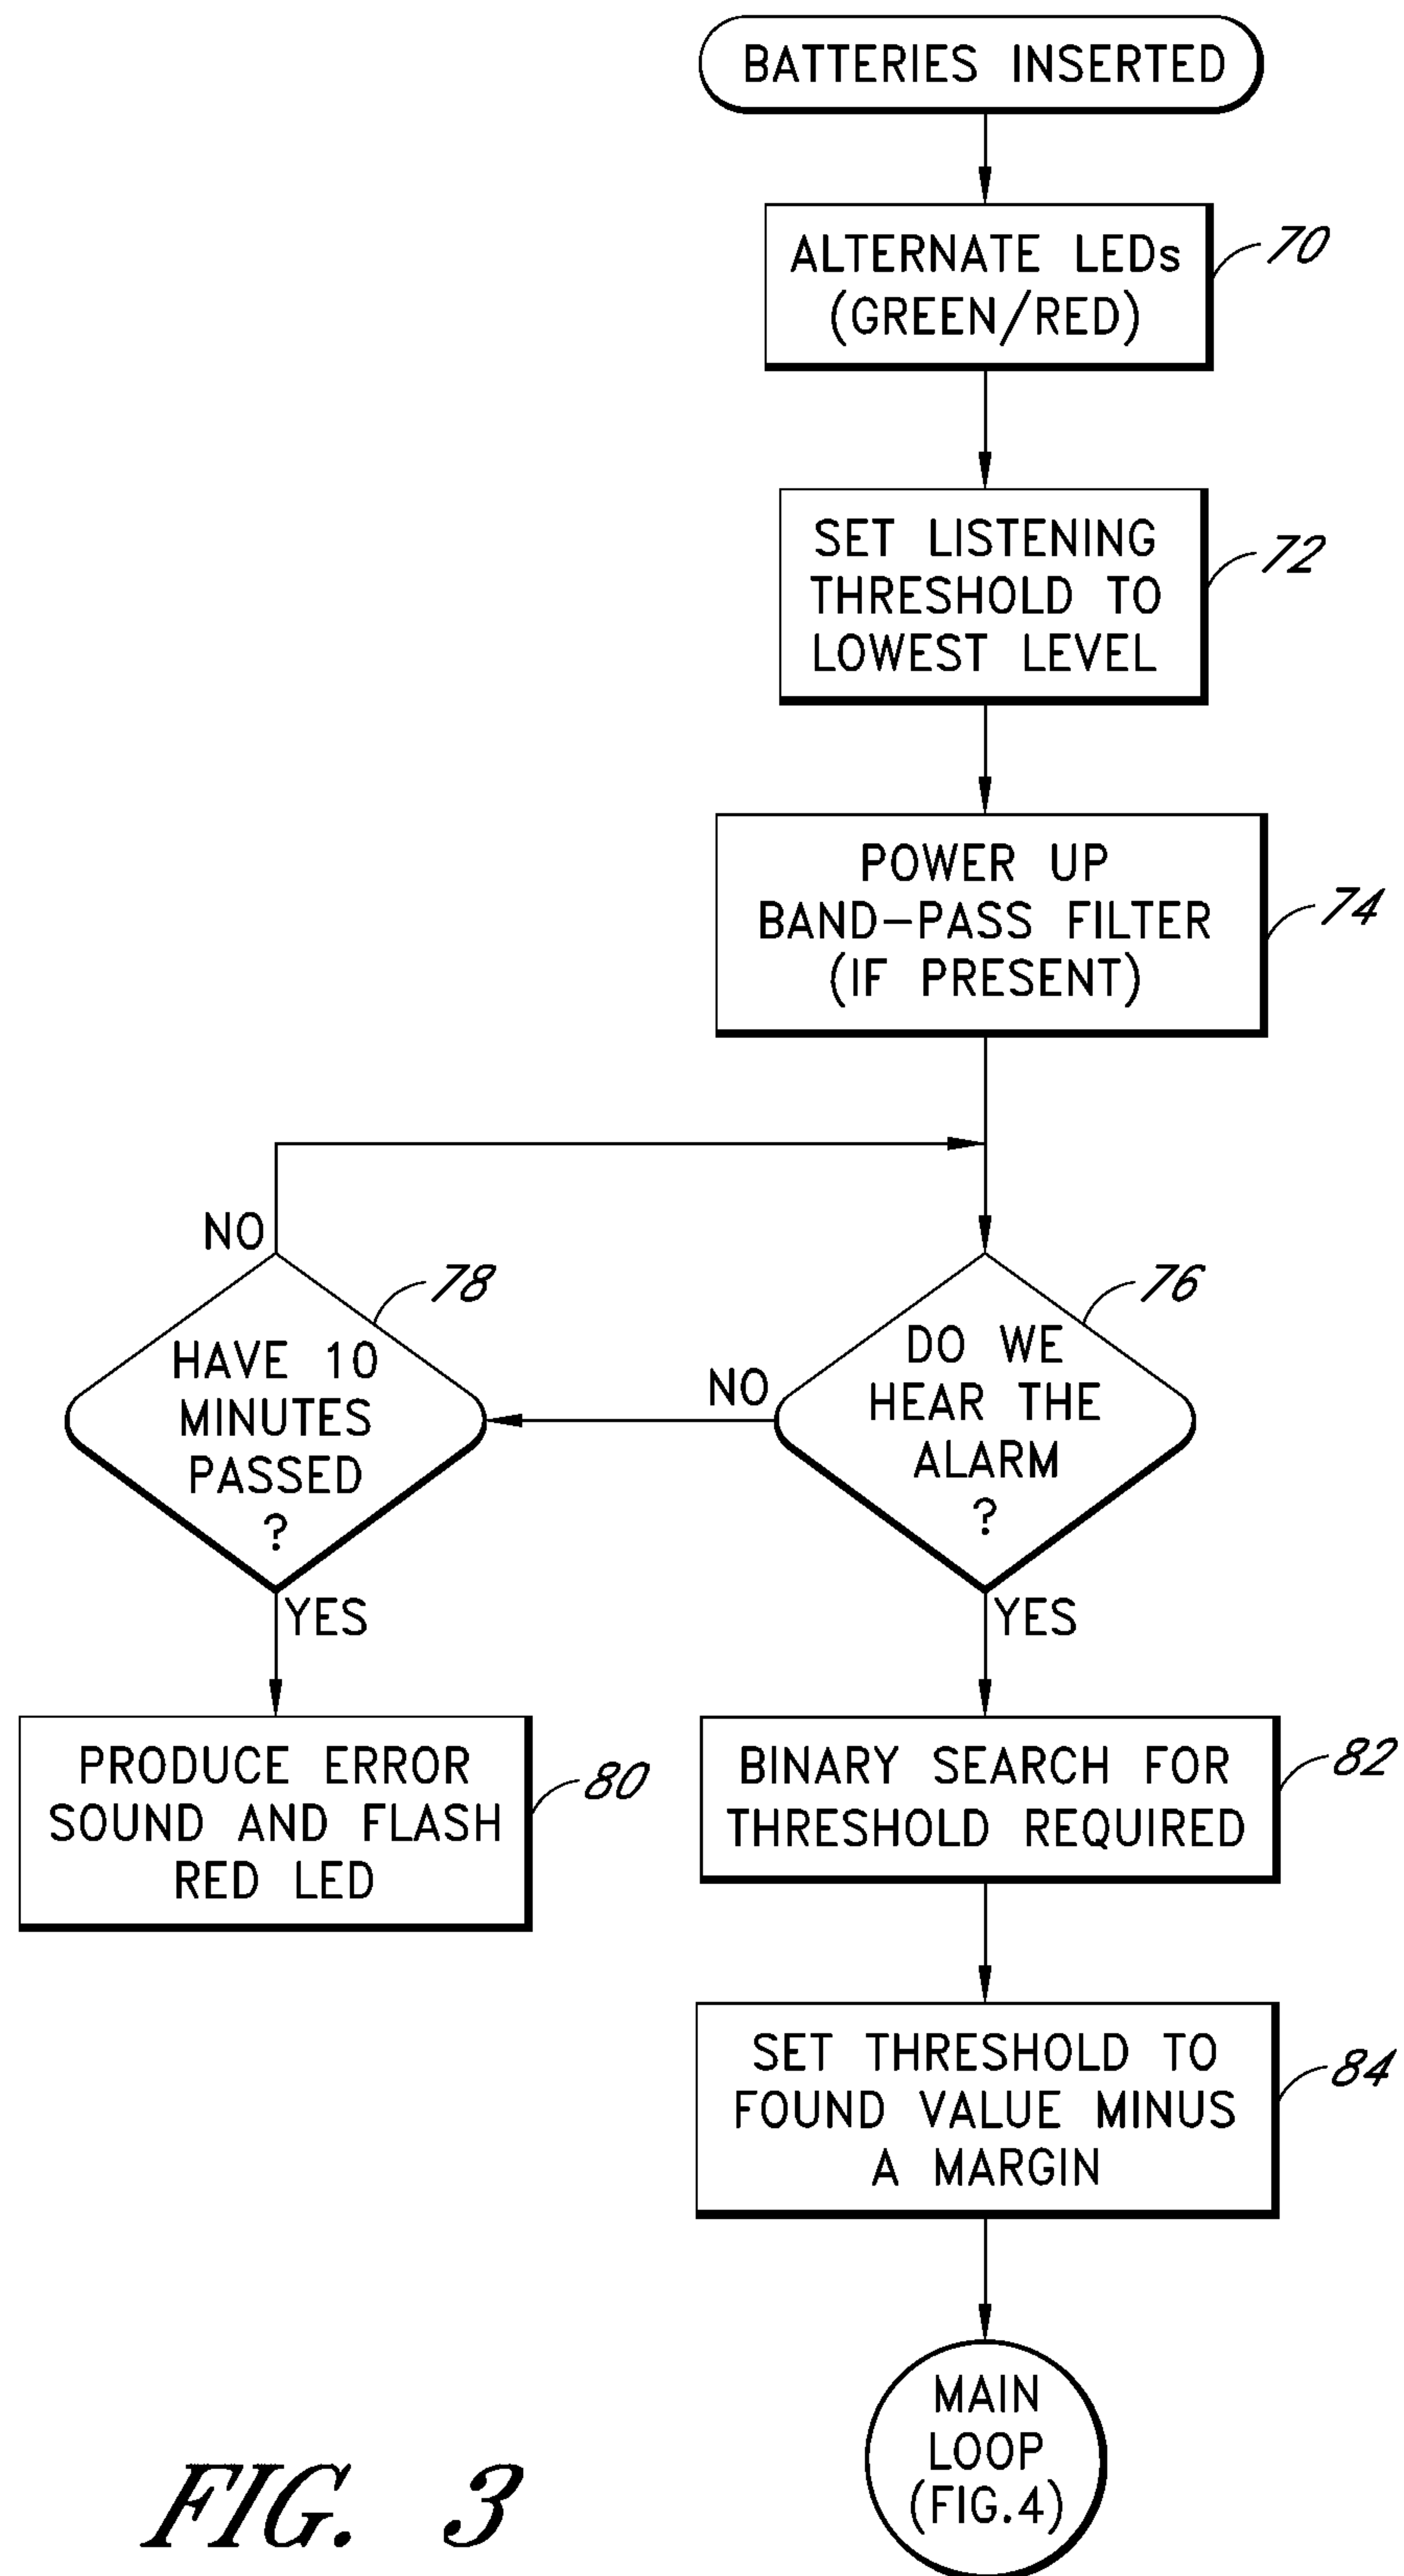 BATTERIES INSERTED
ALTERNATE LEDs
(GREEN/RED)
70
SET LISTENING
THRESHOLD TO
LOWEST LEVEL
72
POWER UP
BAND-PASS FILTER
(IF PRESENT)
74
NO
78
HAVE 10
MINUTES
PASSED
?
YES
NO
76
DO WE
HEAR THE
ALARM
?
YES
PRODUCE ERROR
SOUND AND FLASH
RED LED
80
BINARY SEARCH FOR
THRESHOLD REQUIRED
82
SET THRESHOLD TO
FOUND VALUE MINUS
A MARGIN
84
MAIN
LOOP
(FIG.4)
FIG. 3